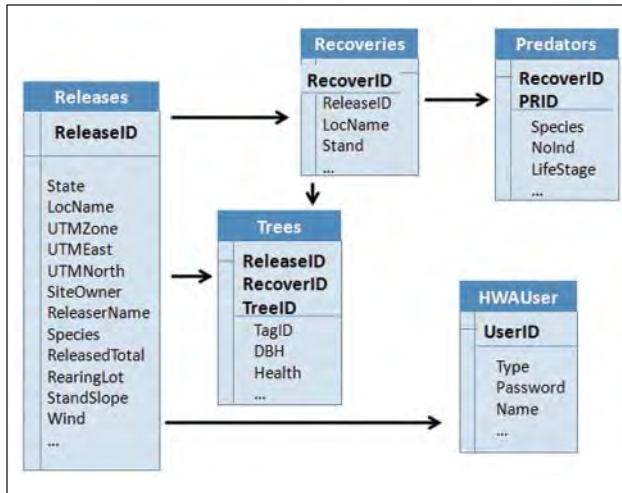 Releases
ReleaseID
State
LocName
UTMZone
UTMEast
UTMNorth
SiteOwner
ReleaserName
Species
ReleasedTotal
RearingLot
StandSlope
Wind
...
Recoveries
RecoverID
ReleaseID
LocName
Stand
...
Predators
RecoverID
PRID
Species
NoInd
LifeStage
...
Trees
ReleaseID
RecoverID
TreeID
TagID
DBH
Health
...
HWAUser
UserID
Type
Password
Name
...